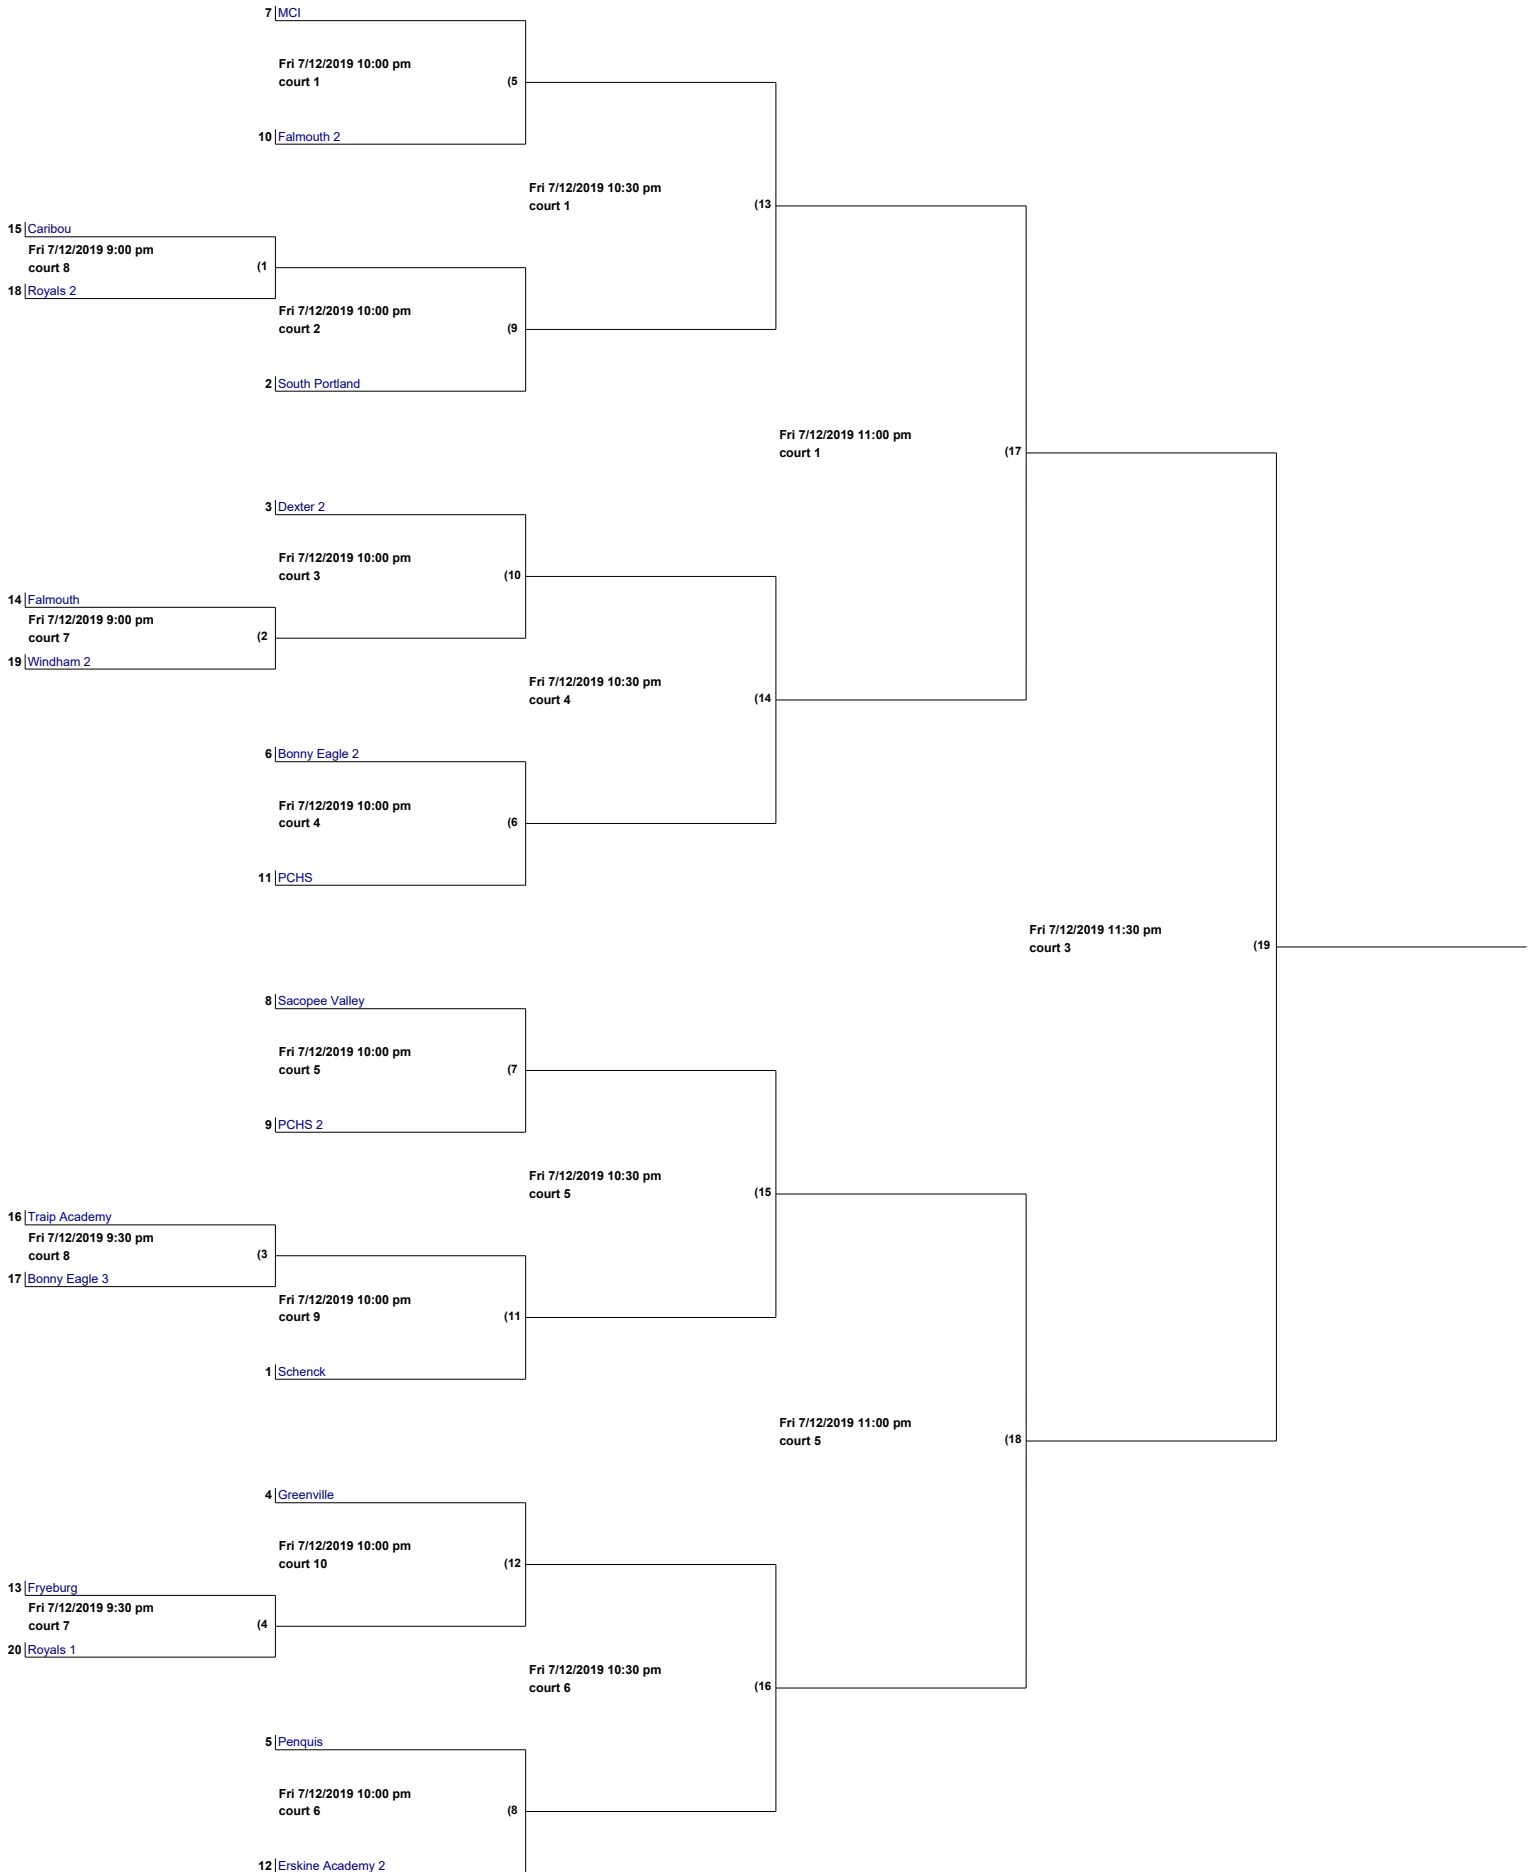 7 MCI
Fri 7/12/2019 10:00 pm
court 1 (5
10 Falmouth 2
Fri 7/12/2019 10:30 pm
court 1 (13
15 Caribou
Fri 7/12/2019 9:00 pm
court 8 (1
18 Royals 2
Fri 7/12/2019 10:00 pm
court 2 (9
2 South Portland
Fri 7/12/2019 11:00 pm
court 1 (17
3 Dexter 2
Fri 7/12/2019 10:00 pm
court 3 (10
14 Falmouth
Fri 7/12/2019 9:00 pm
court 7 (2
19 Windham 2
Fri 7/12/2019 10:30 pm
court 4 (14
6 Bonny Eagle 2
Fri 7/12/2019 10:00 pm
court 4 (6
11 PCHS
Fri 7/12/2019 11:30 pm
court 3 (19
8 Sacopee Valley
Fri 7/12/2019 10:00 pm
court 5 (7
9 PCHS 2
Fri 7/12/2019 10:30 pm
court 5 (15
16 Traip Academy
Fri 7/12/2019 9:30 pm
court 8 (3
17 Bonny Eagle 3
Fri 7/12/2019 10:00 pm
court 9 (11
1 Schenck
Fri 7/12/2019 11:00 pm
court 5 (18
4 Greenville
Fri 7/12/2019 10:00 pm
court 10 (12
13 Fryeburg
Fri 7/12/2019 9:30 pm
court 7 (4
20 Royals 1
Fri 7/12/2019 10:30 pm
court 6 (16
5 Penquis
Fri 7/12/2019 10:00 pm
court 6 (8
12 Erskine Academy 2